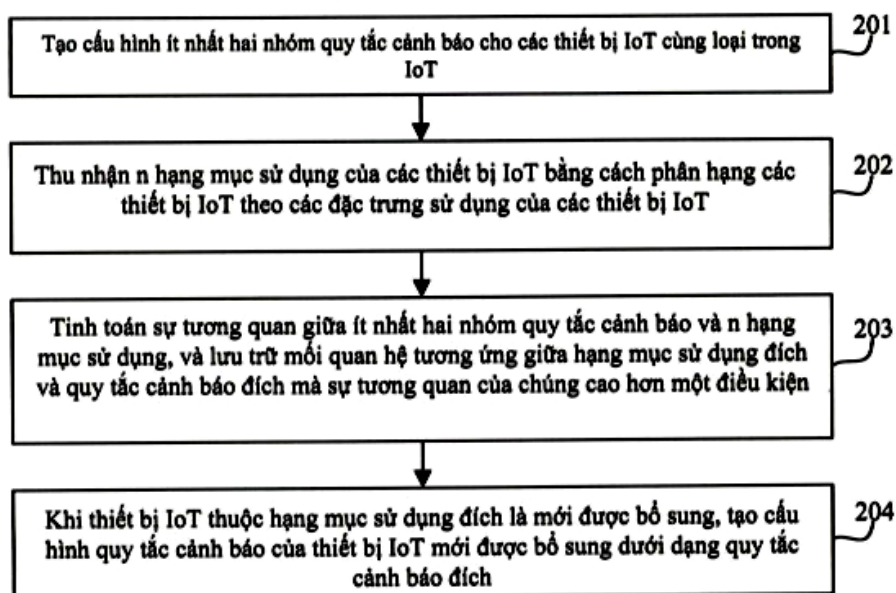 Tạo cấu hình ít nhất hai nhóm quy tắc cảnh báo cho các thiết bị IoT cùng loại trong
IoT
201
Thu nhận n hạng mục sử dụng của các thiết bị IoT bằng cách phân hạng các
thiết bị IoT theo các đặc trưng sử dụng của các thiết bị IoT
202
Tinh toán sự tương quan giữa ít nhất hai nhóm quy tắc cảnh báo và n hạng
mục sử dụng, và lưu trữ mối quan hệ tương ứng giữa hạng mục sử dụng đích
và quy tắc cảnh báo đích mà sự tương quan của chúng cao hơn một điều kiện
203
Khi thiết bị IoT thuộc hạng mục sử dụng đích là mới được bổ sung, tạo cấu
hình quy tắc cảnh báo của thiết bị IoT mới được bổ sung dưới dạng quy tắc
cảnh báo đích
204